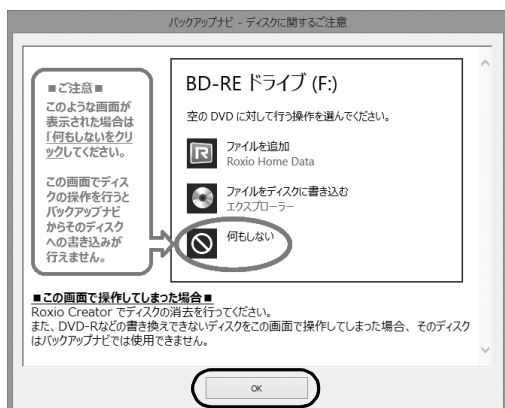 バックアップナビ - ディスクに関するご注意
■ご注意■
このような画面が
表示された場合は
「何もしないをクリ
ックしてください。
この画面でディス
クの操作を行うと
バックアップナビ
からそのディスク
への書き込みが
行えません。
BD-RE ドライブ (F:)
空の DVD に対して行う操作を選んでください。
ファイルを追加
Roxio Home Data
ファイルをディスクに書き込む
エクスプローラー
何もしない
■この画面で操作してしまった場合■
Roxio Creator でディスクの消去を行ってください。
また、DVD-Rなどの書き換えできないディスクをこの画面で操作してしまった場合、そのディスク
はバックアップナビでは使用できません。
OK